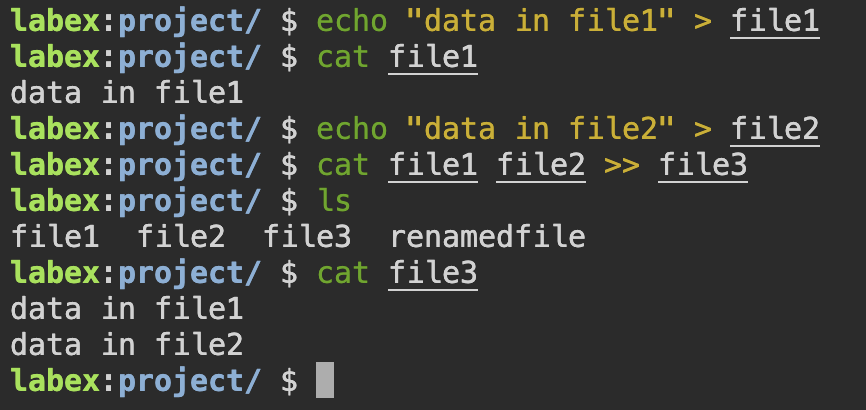 labex:project/ $ echo "data in file1" > file1
labex:project/ $ cat file1
data in file1
labex:project/ $ echo "data in file2" > file2
labex:project/ $ cat file1 file2 >> file3
labex:project/ $ ls
file1  file2  file3  renamedfile
labex:project/ $ cat file3
data in file1
data in file2
labex:project/ $